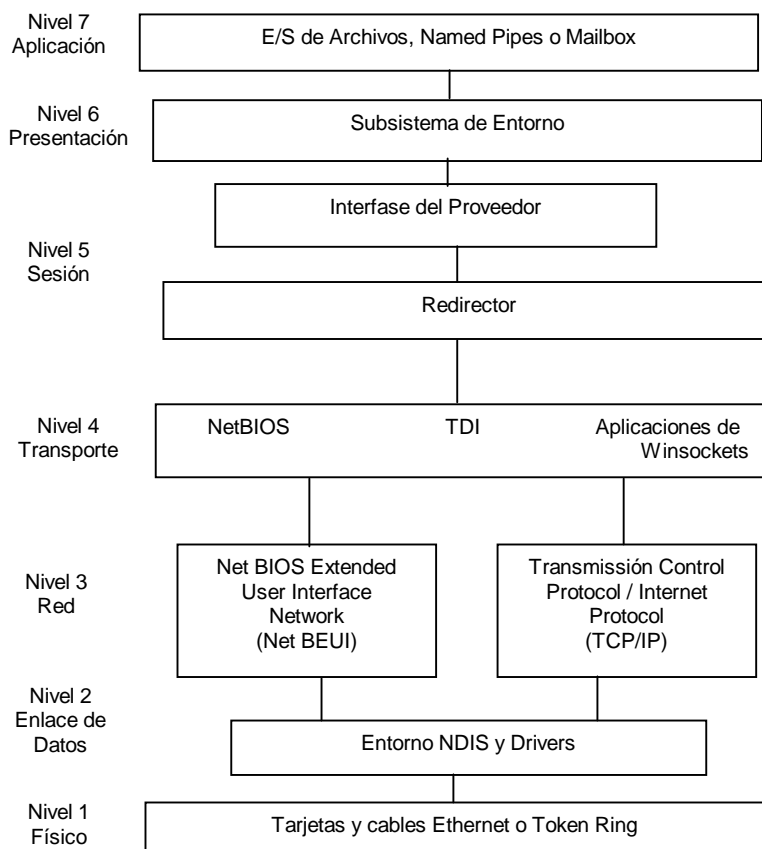 Nivel 7
Aplicación
E/S de Archivos, Named Pipes o Mailbox
Nivel 6
Presentación
Subsistema de Entorno
Interfase del Proveedor
Nivel 5
Sesión
Redirector
Nivel 4
Transporte
NetBIOS
TDI
Aplicaciones de
Winsockets
Nivel 3
Red
Net BIOS Extended
User Interface
Network
(Net BEUI)
Transmissión Control
Protocol / Internet
Protocol
(TCP/IP)
Nivel 2
Enlace de
Datos
Entorno NDIS y Drivers
Nivel 1
Físico
Tarjetas y cables Ethernet o Token Ring